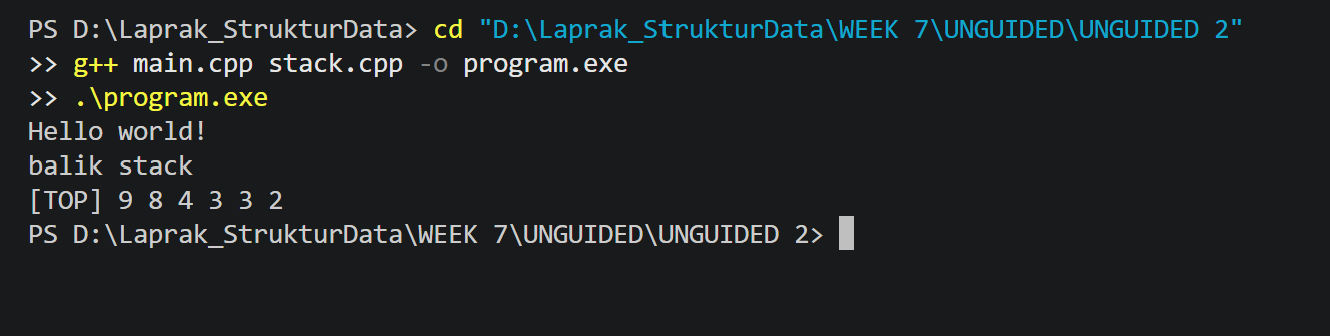 PS D:\Laprak_StrukturData> cd "D:\Laprak_StrukturData\WEEK 7\UNGUIDED\UNGUIDED 2"
>> g++ main.cpp stack.cpp -o program.exe
>> .\program.exe
Hello world!
balik stack
[TOP] 9 8 4 3 3 2
PS D:\Laprak_StrukturData\WEEK 7\UNGUIDED\UNGUIDED 2>